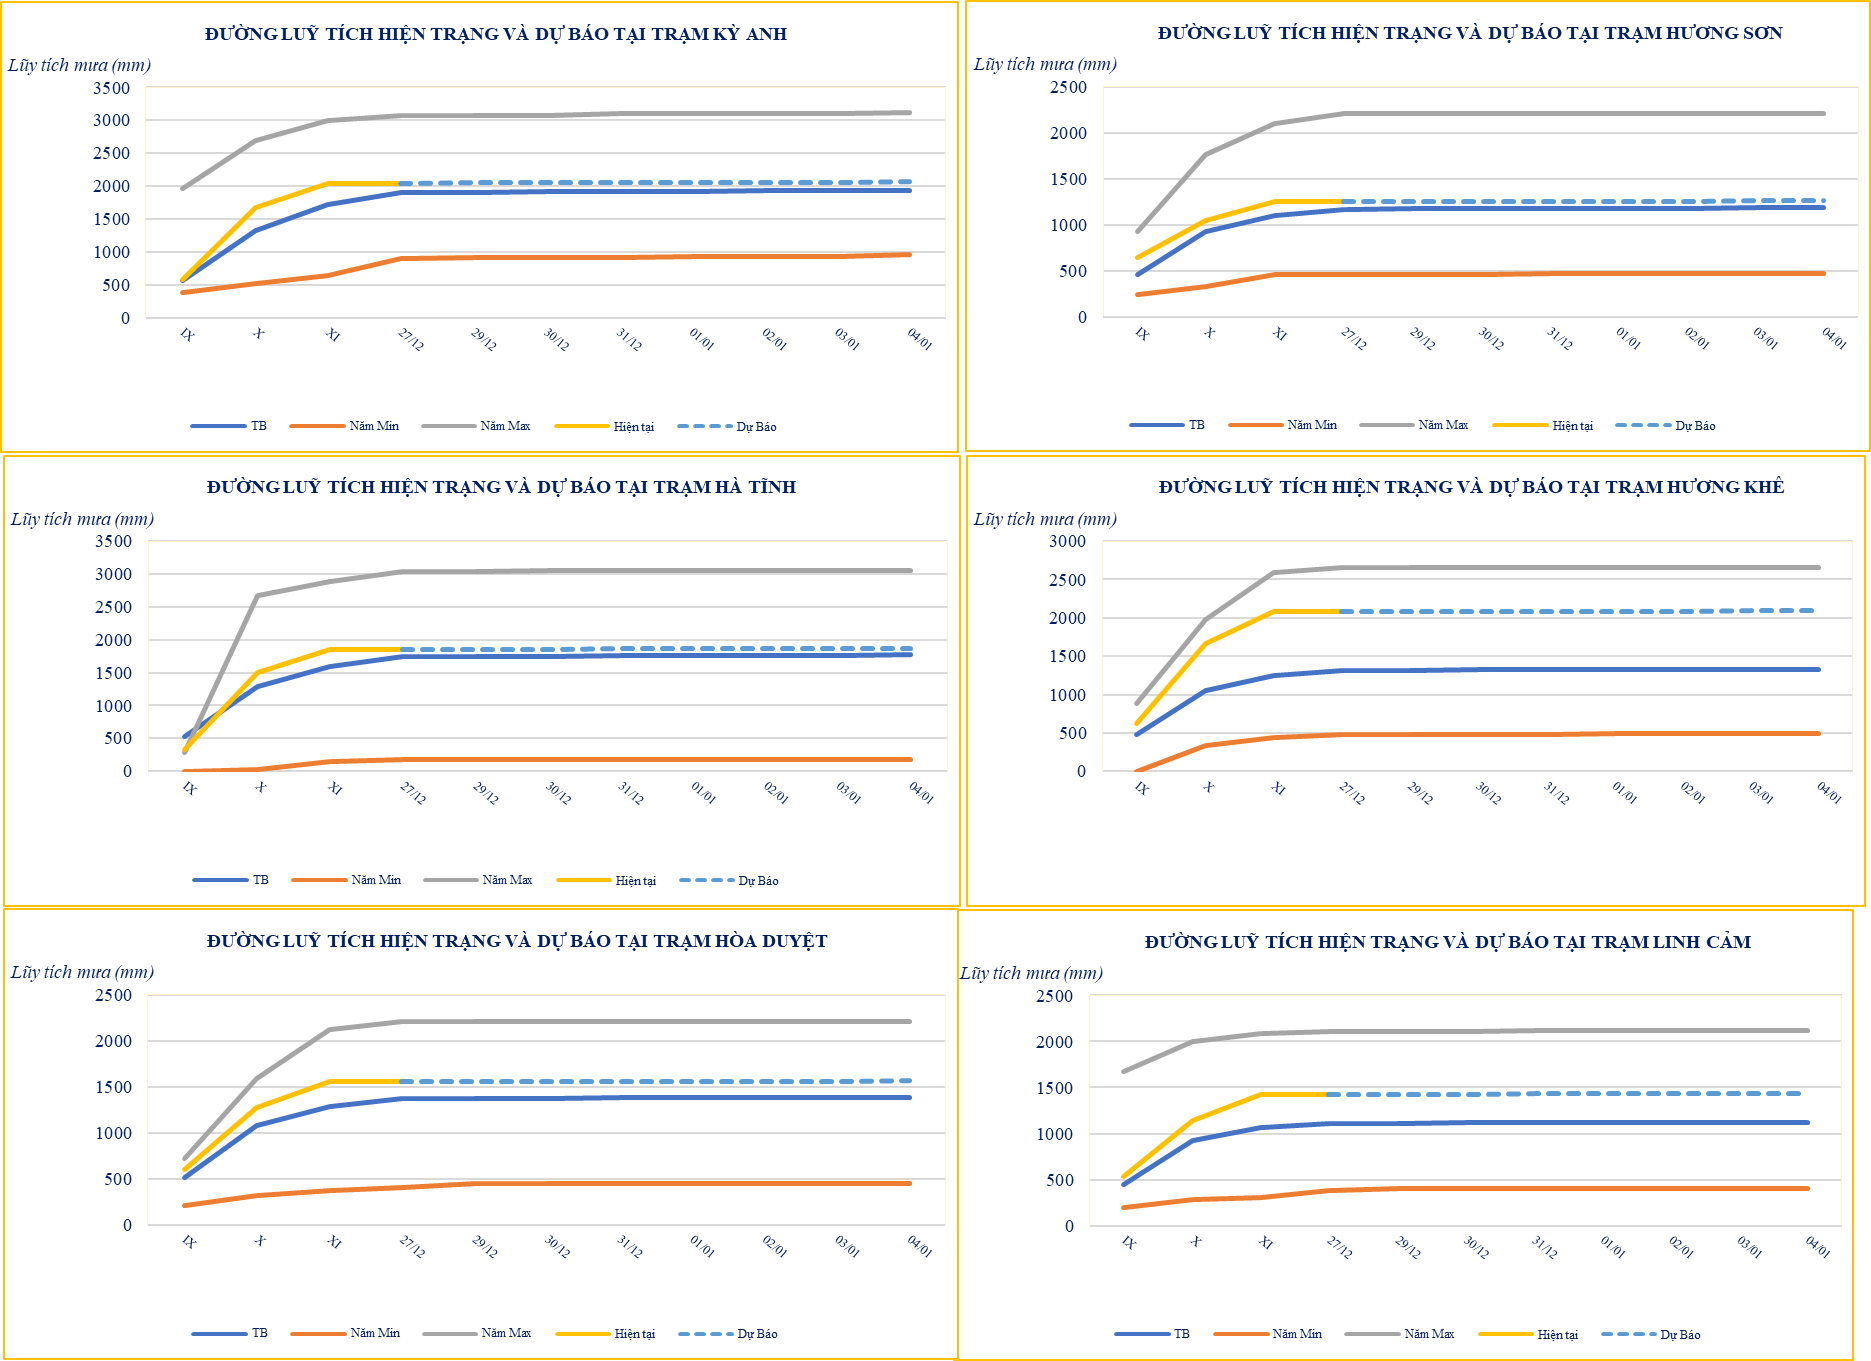 ĐƯỜNG LUỸ TÍCH HIỆN TRẠNG VÀ DỰ BÁO TẠI TRẠM KỲ ANH
Lũy tích mưa (mm)
3500
3000
2500
2000
1500
1000
500
0
IX X XI 27/12 29/12 30/12 31/12 01/01 02/01 03/01 04/01
TB Năm Min Năm Max Hiện tại Dự Báo
ĐƯỜNG LUỸ TÍCH HIỆN TRẠNG VÀ DỰ BÁO TẠI TRẠM HƯƠNG SƠN
Lũy tích mưa (mm)
2500
2000
1500
1000
500
0
IX X XI 27/12 29/12 30/12 31/12 01/01 02/01 03/01 04/01
TB Năm Min Năm Max Hiện tại Dự Báo
ĐƯỜNG LUỸ TÍCH HIỆN TRẠNG VÀ DỰ BÁO TẠI TRẠM HÀ TĨNH
Lũy tích mưa (mm)
3500
3000
2500
2000
1500
1000
500
0
IX X XI 27/12 29/12 30/12 31/12 01/01 02/01 03/01 04/01
TB Năm Min Năm Max Hiện tại Dự Báo
ĐƯỜNG LUỸ TÍCH HIỆN TRẠNG VÀ DỰ BÁO TẠI TRẠM HƯƠNG KHÊ
Lũy tích mưa (mm)
3000
2500
2000
1500
1000
500
0
IX X XI 27/12 29/12 30/12 31/12 01/01 02/01 03/01 04/01
ĐƯỜNG LUỸ TÍCH HIỆN TRẠNG VÀ DỰ BÁO TẠI TRẠM HÒA DUYỆT
Lũy tích mưa (mm)
2500
2000
1500
1000
500
0
IX X XI 27/12 29/12 30/12 31/12 01/01 02/01 03/01 04/01
TB Năm Min Năm Max Hiện tại Dự Báo
ĐƯỜNG LUỸ TÍCH HIỆN TRẠNG VÀ DỰ BÁO TẠI TRẠM LINH CẢM
Lũy tích mưa (mm)
2500
2000
1500
1000
500
0
IX X XI 27/12 29/12 30/12 31/12 01/01 02/01 03/01 04/01
TB Năm Min Năm Max Hiện tại Dự Báo